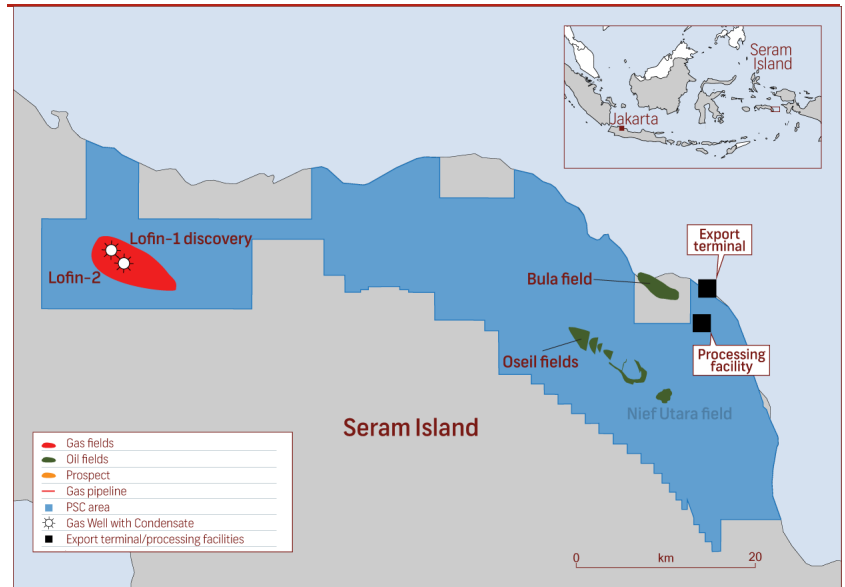 Seram
Island
Jakarta
Export
terminal
Lofin-1 discovery
Lofin-2
Bula field
Processing
facility
Oseil fields
Nief Utara field
Seram Island
Gas fields
Oil fields
Prospect
Gas pipeline
PSC area
Gas Well with Condensate
Export terminal/processing facilities
0 km 20